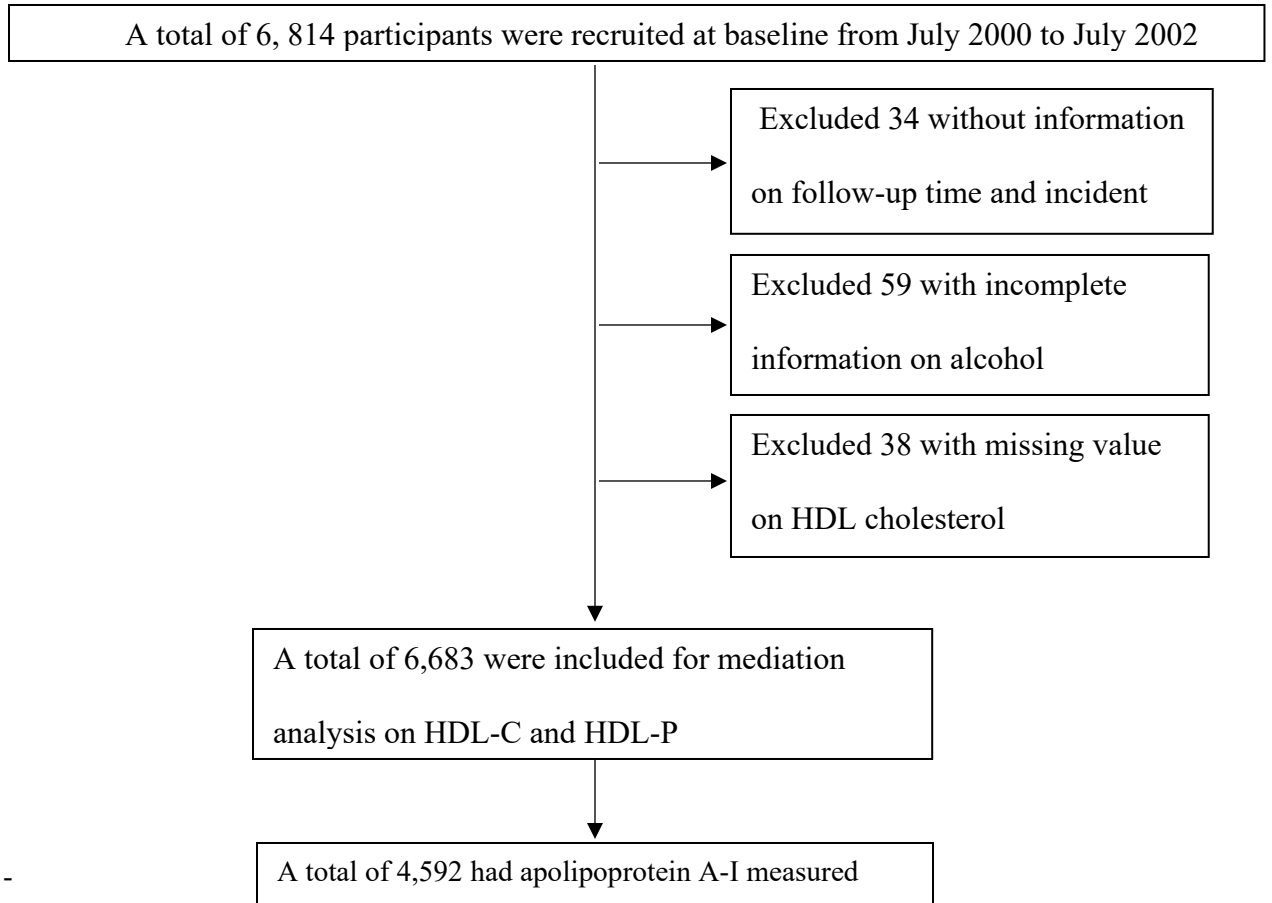 A total of 6, 814 participants were recruited at baseline from July 2000 to July 2002
Excluded 34 without information
on follow-up time and incident
Excluded 59 with incomplete
information on alcohol
Excluded 38 with missing value
on HDL cholesterol
A total of 6,683 were included for mediation
analysis on HDL-C and HDL-P
-
A total of 4,592 had apolipoprotein A-I measured